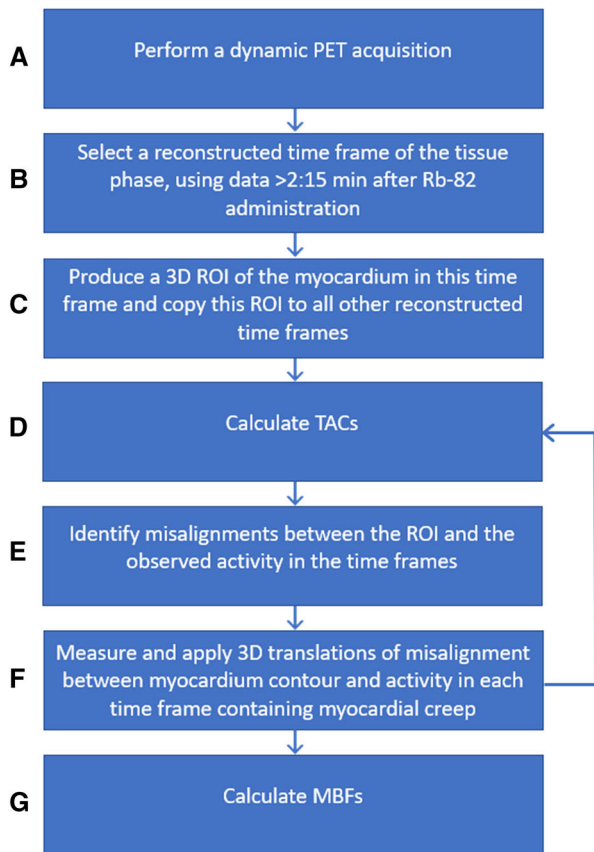 A
Perform a dynamic PET acquisition
B
Select a reconstructed time frame of the tissue
phase, using data >2:15 min after Rb-82
administration
C
Produce a 3D ROI of the myocardium in this time
frame and copy this ROI to all other reconstructed
time frames
D
Calculate TACs
E
Identify misalignments between the ROI and the
observed activity in the time frames
F
Measure and apply 3D translations of misalignment
between myocardium contour and activity in each
time frame containing myocardial creep
G
Calculate MBFs